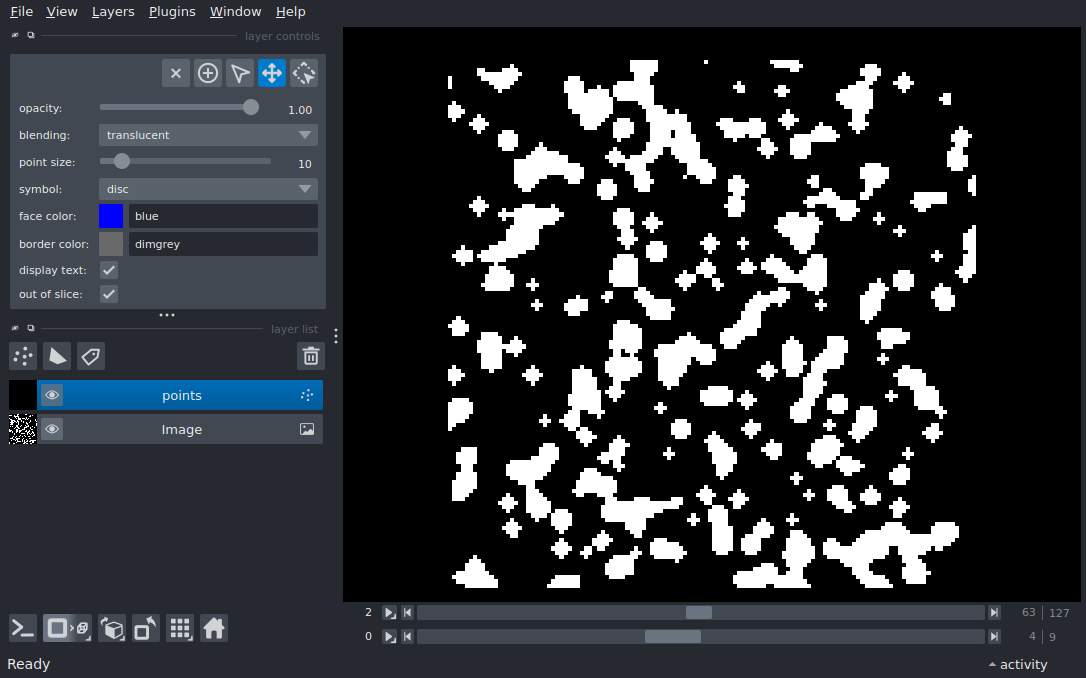 File View Layers Plugins Window Help
layer controls
opacity: 1.00
blending: translucent
point size: 10
symbol: disc
face color: blue
border color: dimgrey
display text:
out of slice:
layer list
points
Image
2 63 127
0 4 9
Ready activity